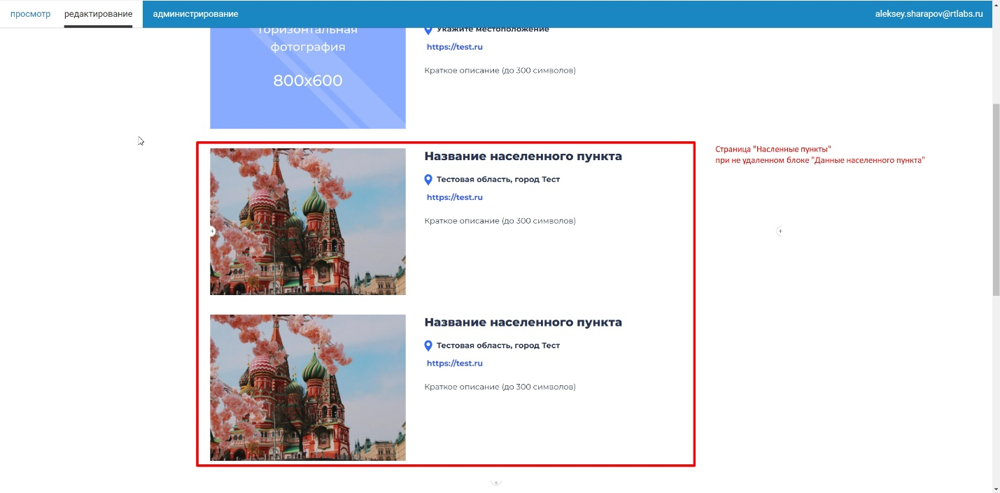 просмотр редактирование администрирование aleksey.sharapov@rtlabs.ru
горизонтальная
фотография
800x600
Укажите местоположение
https://test.ru
Краткое описание (до 300 символов)
Название населенного пункта
Тестовая область, город Тест
https://test.ru
Краткое описание (до 300 символов)
Страница "Насленные пункты"
при не удаленном блоке "Данные населенного пункта"
Название населенного пункта
Тестовая область, город Тест
https://test.ru
Краткое описание (до 300 символов)